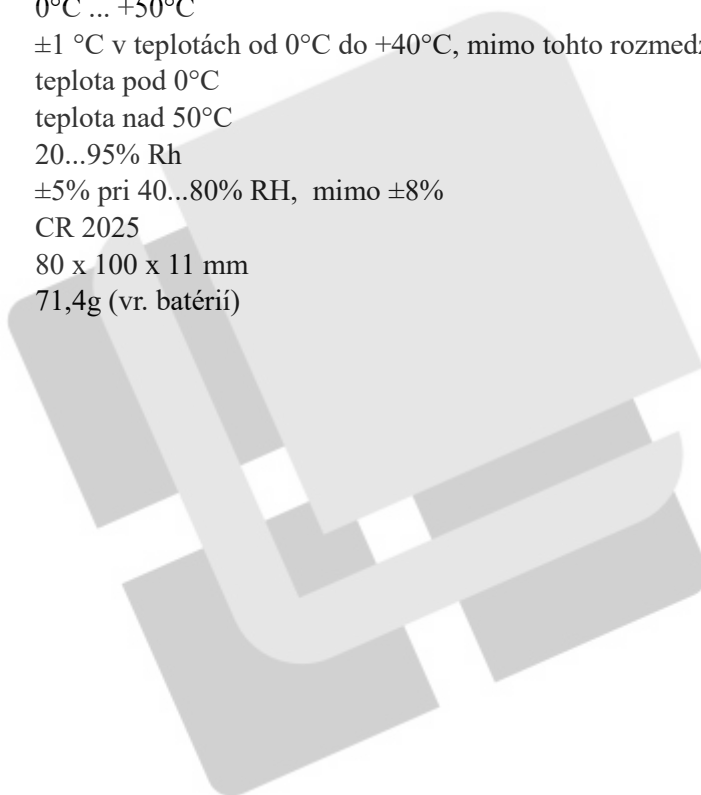 0°C ... +50°C
±1 °C v teplotách od 0°C do +40°C, mimo tohto
teplota pod 0°C
teplota nad 50°C
20...95% Rh
±5% pri 40...80% RH, mimo ±8%
CR 2025
80 x 100 x 11 mm
71,4g (vr. batérií)